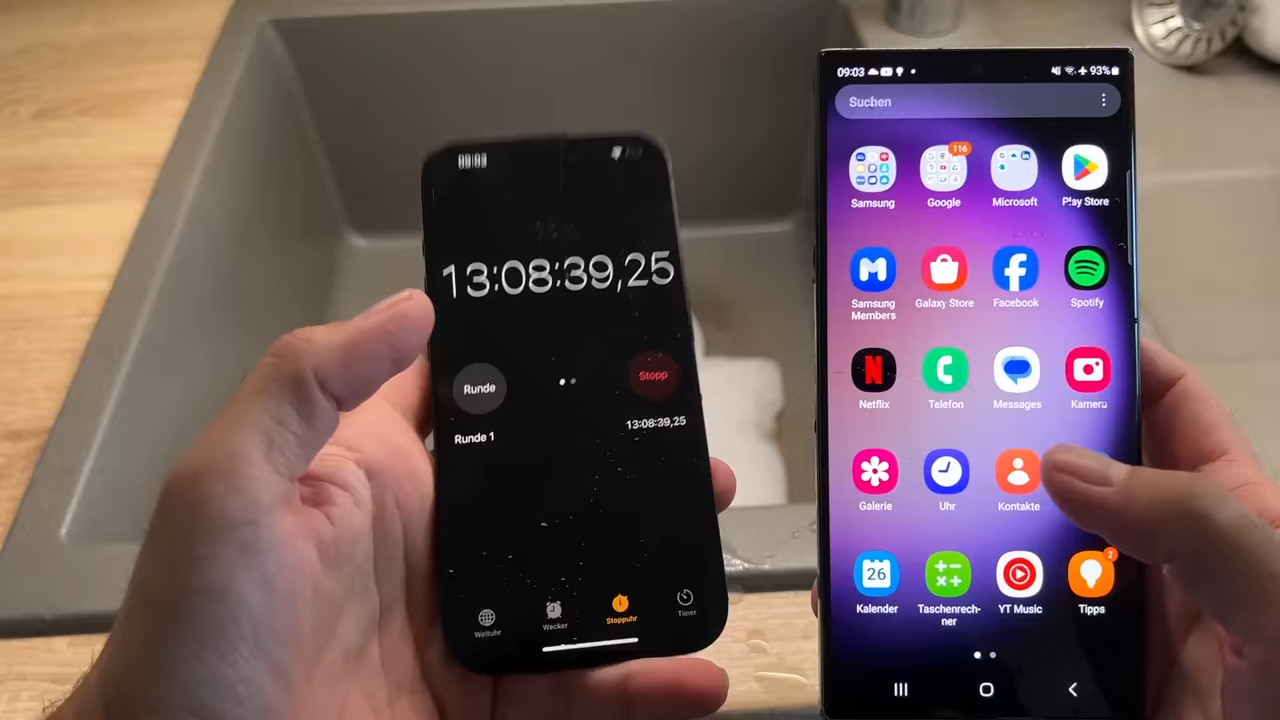 13:08:39,25
Runde
Stopp
Runde 1
13:08:39,25
Weltuhr
Wecker
Stoppuhr
Timer
09:03
93%
Suchen
116
Samsung
Google
Microsoft
Play Store
Samsung
Members
Galaxy Store
Facebook
Spotify
N
Netflix
Telefon
Messages
Kamera
Galerie
Uhr
Kontakte
26
2
Kalender
Taschenrech-
ner
YT Music
Tipps